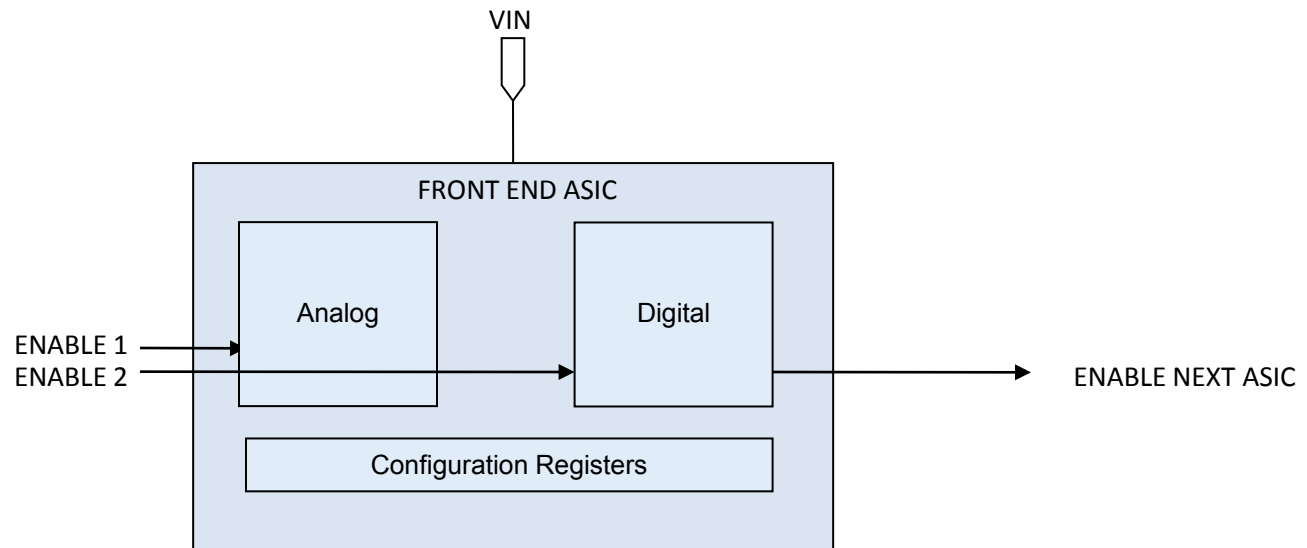 VIN
FRONT END ASIC
Analog
Digital
ENABLE 1
ENABLE 2
ENABLE NEXT ASIC
Configuration Registers